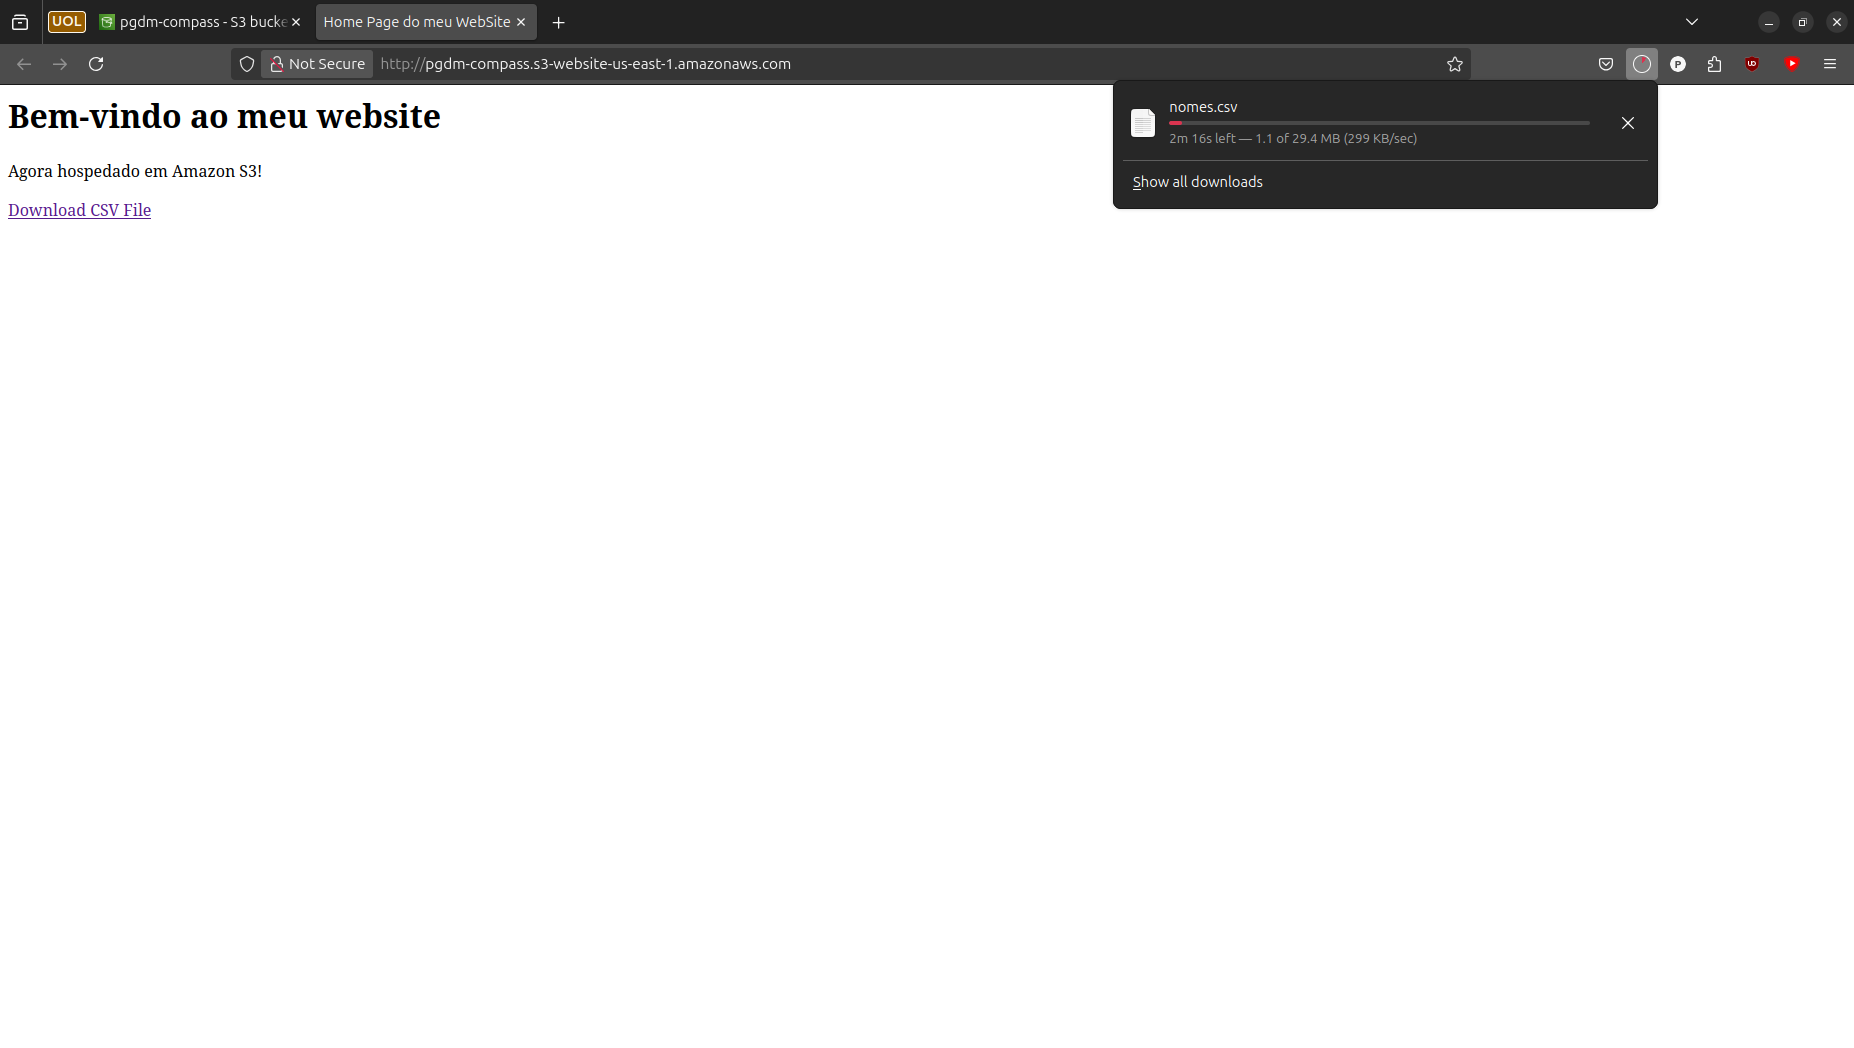 UOL
pgdm-compass - S3 bucke
Home Page do meu WebSite
Not Secure
http://pgdm-compass.s3-website-us-east-1.amazonaws.com
P
nomes.csv
2m 16s left — 1.1 of 29.4 MB (299 KB/sec)
Show all downloads
Bem-vindo ao meu website
Agora hospedado em Amazon S3!
Download CSV File